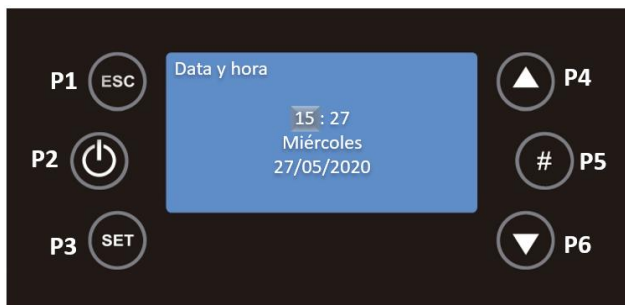 P1 ESC
P2
P3 SET
Data y hora
15 : 27
Miércoles
27/05/2020
P4
# P5
P6